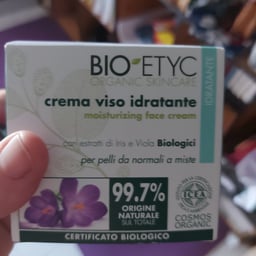 BIO ETYC
ORGANIC SKINCARE
IDRATANTE
crema viso idratante
moisturizing face cream
con estratti di Iris e Viola Biologici
per pelli da normali a miste
99.7%
ORIGINE
NATURALE
SUL TOTALE
COSMOS
ORGANIC
CERTIFICATO BIOLOGICO